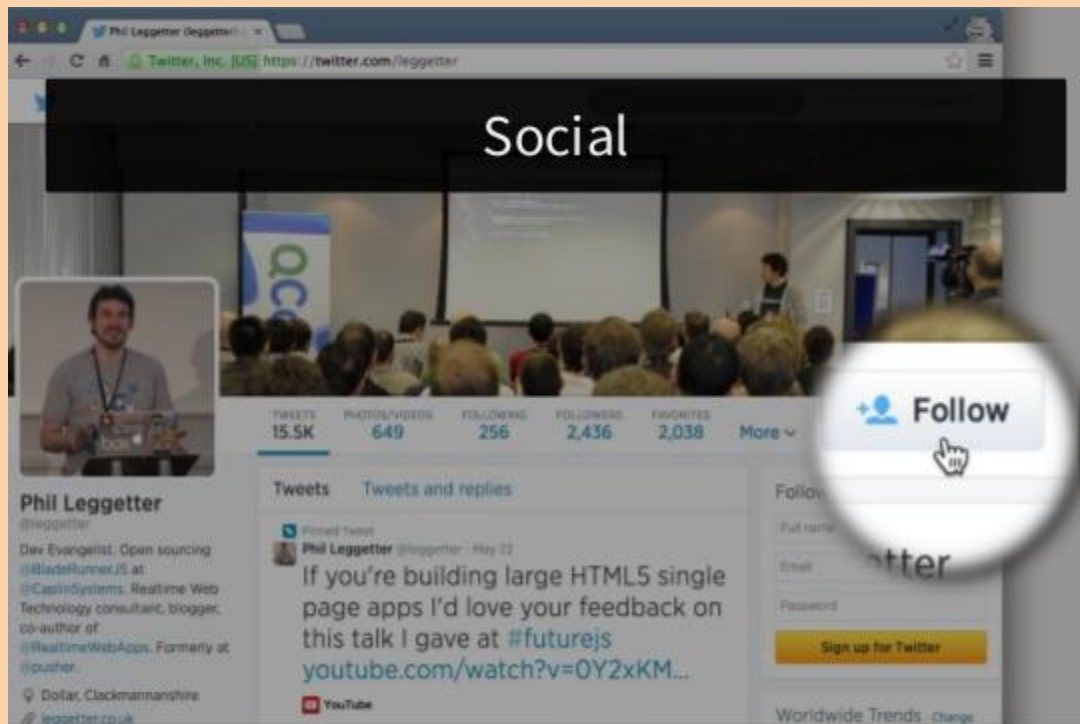 Phil Leggetter (leggetter)
Twitter, Inc. [US] https://twitter.com/leggetter
Social
QC
TWEETS PHOTOS/VIDEOS FOLLOWING FOLLOWERS FAVORITES
15.5K 649 256 2,436 2,038 More
Follow
Phil Leggetter
@leggetter
Dev Evangelist. Open sourcing
@BladeRunnerJS at
@CaplinSystems. Realtime Web
Technology consultant, blogger,
co-author of
@RealtimeWebApps. Formerly at
@pusher.
Dollar, Clackmannanshire
leggetter.co.uk
Tweets Tweets and replies
Pinned Tweet
Phil Leggetter @leggetter · May 22
If you're building large HTML5 single
page apps I'd love your feedback on
this talk I gave at #futurejs
youtube.com/watch?v=0Y2xKM...
YouTube
Follow
Full name
Email
Password
tter
Sign up for Twitter
Worldwide Trends · Change